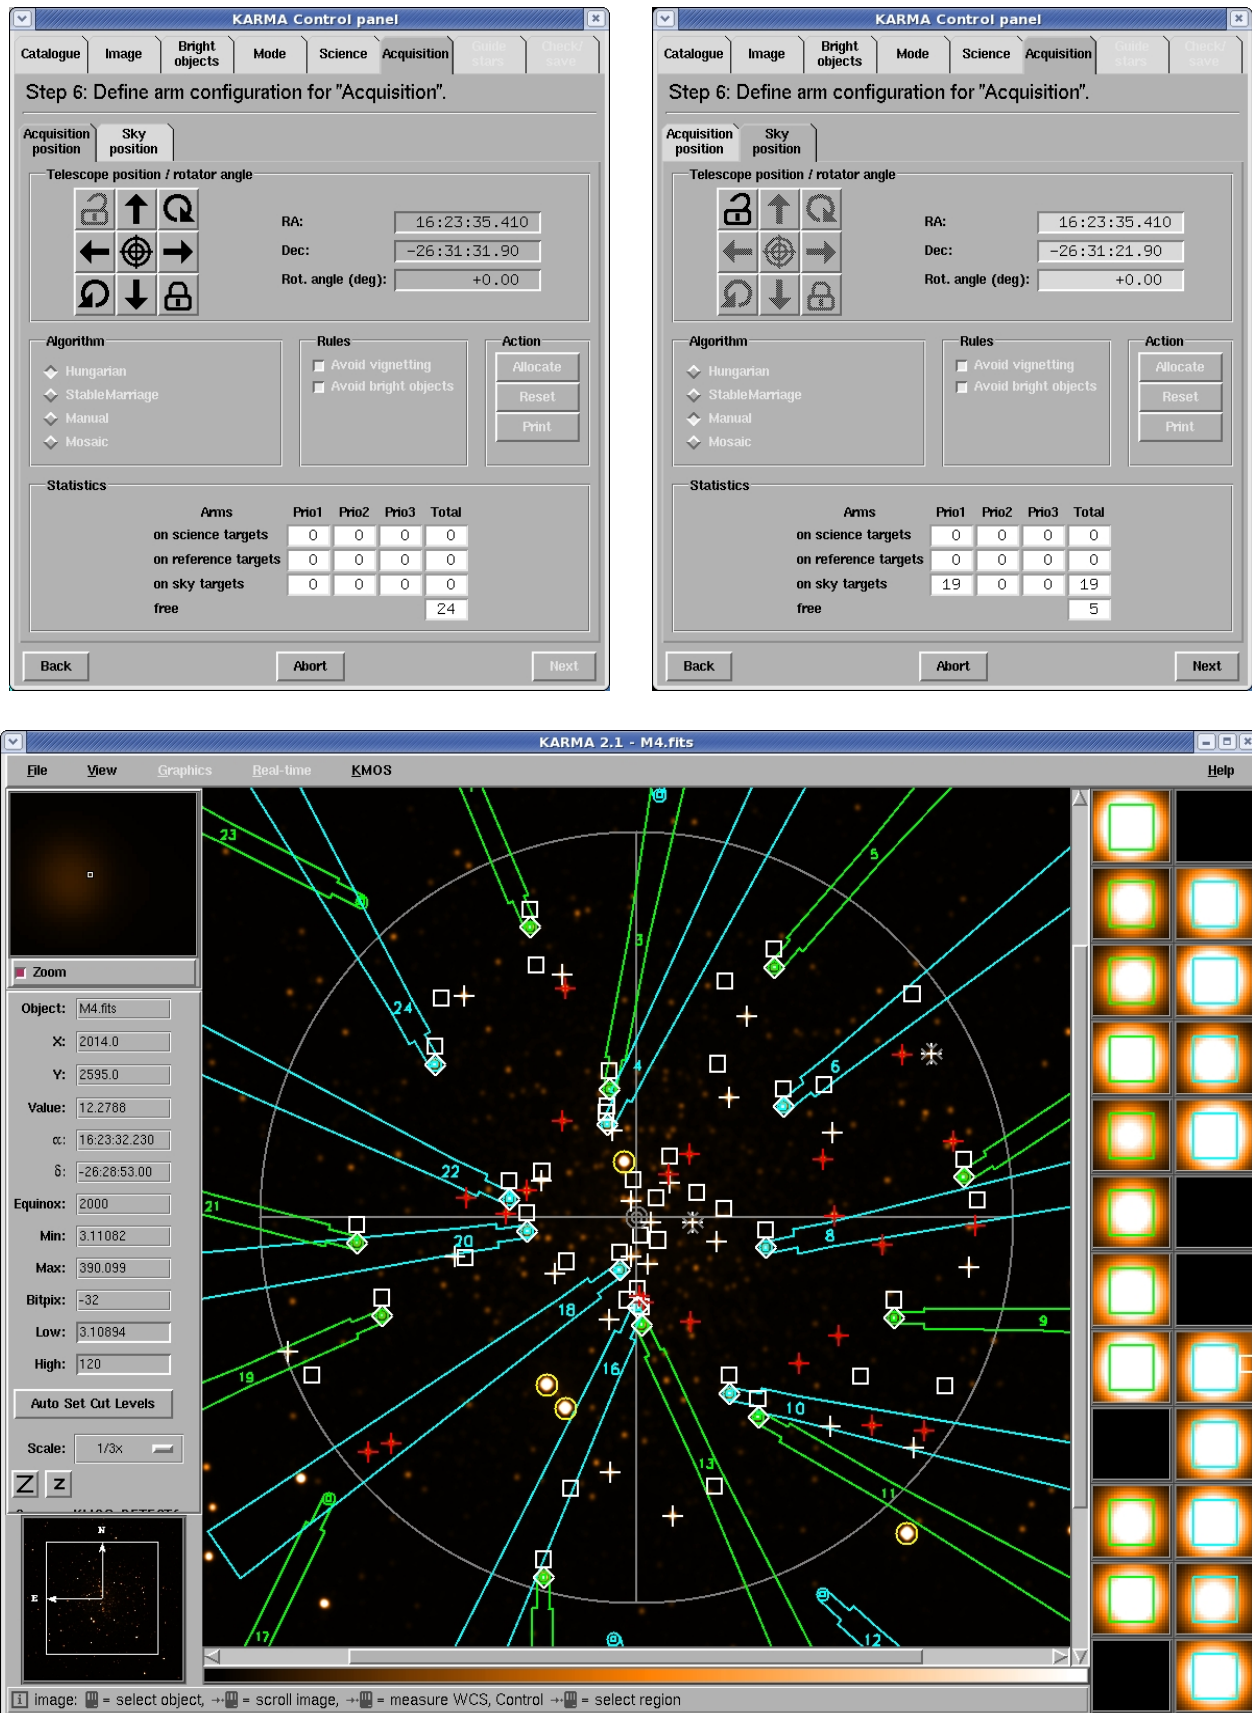 KARMA Control panel
Catalogue Image Bright objects Mode Science Acquisition Guide stars Check/ save
Step 6: Define arm configuration for "Acquisition".
Acquisition position Sky position
Telescope position / rotator angle
RA: 16:23:35.410
Dec: -26:31:31.90
Rot. angle (deg): +0.00
Algorithm Rules Action
Hungarian Avoid vignetting Allocate
StableMarriage Avoid bright objects Reset
Manual Print
Mosaic
Statistics
Arms Prio1 Prio2 Prio3 Total
on science targets 0 0 0 0
on reference targets 0 0 0 0
on sky targets 0 0 0 0
free 24
Back Abort Next
KARMA Control panel
Catalogue Image Bright objects Mode Science Acquisition Guide stars Check/ save
Step 6: Define arm configuration for "Acquisition".
Acquisition position Sky position
Telescope position / rotator angle
RA: 16:23:35.410
Dec: -26:31:21.90
Rot. angle (deg): +0.00
Algorithm Rules Action
Hungarian Avoid vignetting Allocate
StableMarriage Avoid bright objects Reset
Manual Print
Mosaic
Statistics
Arms Prio1 Prio2 Prio3 Total
on science targets 0 0 0 0
on reference targets 0 0 0 0
on sky targets 19 0 0 19
free 5
Back Abort Next
KARMA 2.1 - M4.fits
File View Graphics Real-time KMOS Help
Zoom
Object: M4.fits
X: 2014.0
Y: 2595.0
Value: 12.2788
α: 16:23:32.230
δ: -26:28:53.00
Equinox: 2000
Min: 3.11082
Max: 390.099
Bitpix: -32
Low: 3.10894
High: 120
Auto Set Cut Levels
Scale: 1/3x
Z z
N
E
23
5
3
24
4
6
22
21
20
8
18
9
16
19
10
13
11
17
12
image: = select object, = scroll image, = measure WCS, Control = select region